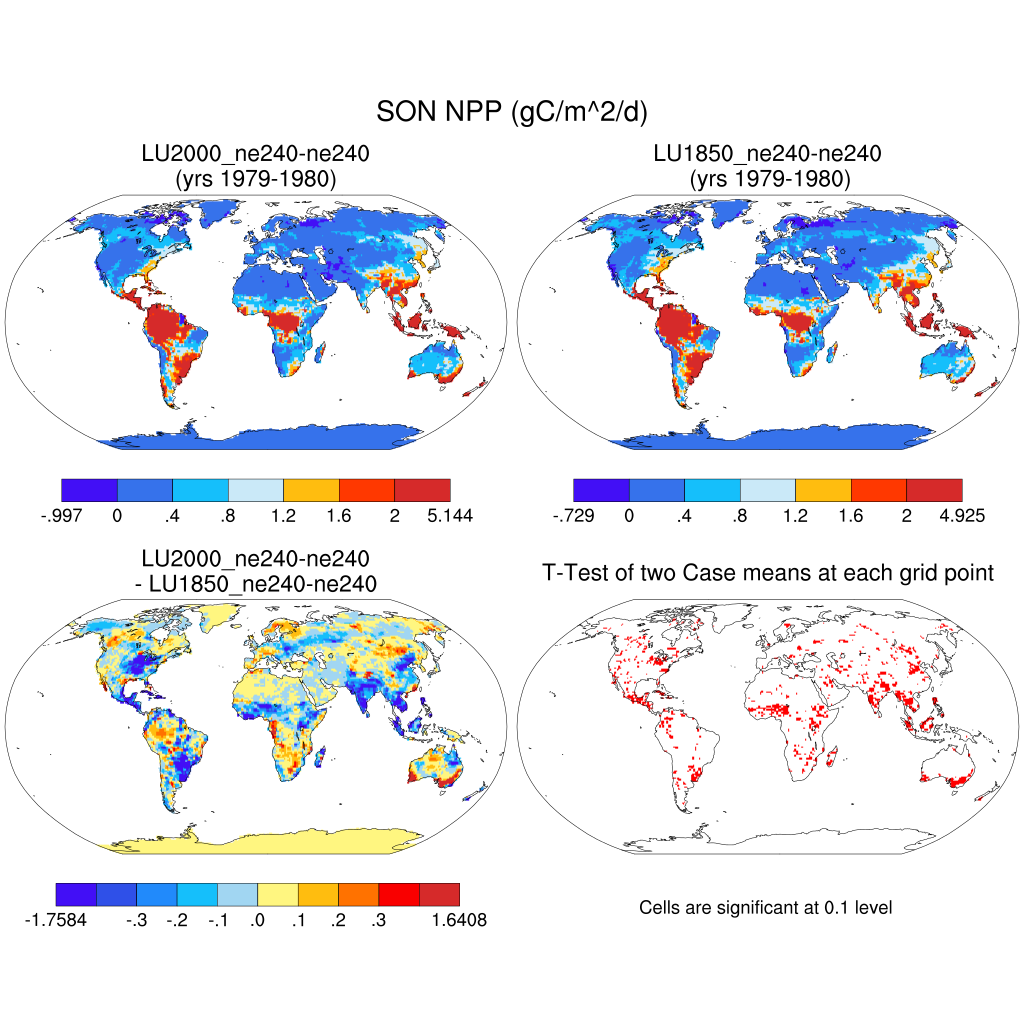 SON NPP (gC/m^2/d)
LU2000_ne240-ne240
(yrs 1979-1980)
LU1850_ne240-ne240
(yrs 1979-1980)
-.997 0 .4 .8 1.2 1.6 2 5.144
-.729 0 .4 .8 1.2 1.6 2 4.925
LU2000_ne240-ne240
- LU1850_ne240-ne240
T-Test of two Case means at each grid point
-1.7584 -.3 -.2 -.1 .0 .1 .2 .3 1.6408
Cells are significant at 0.1 level